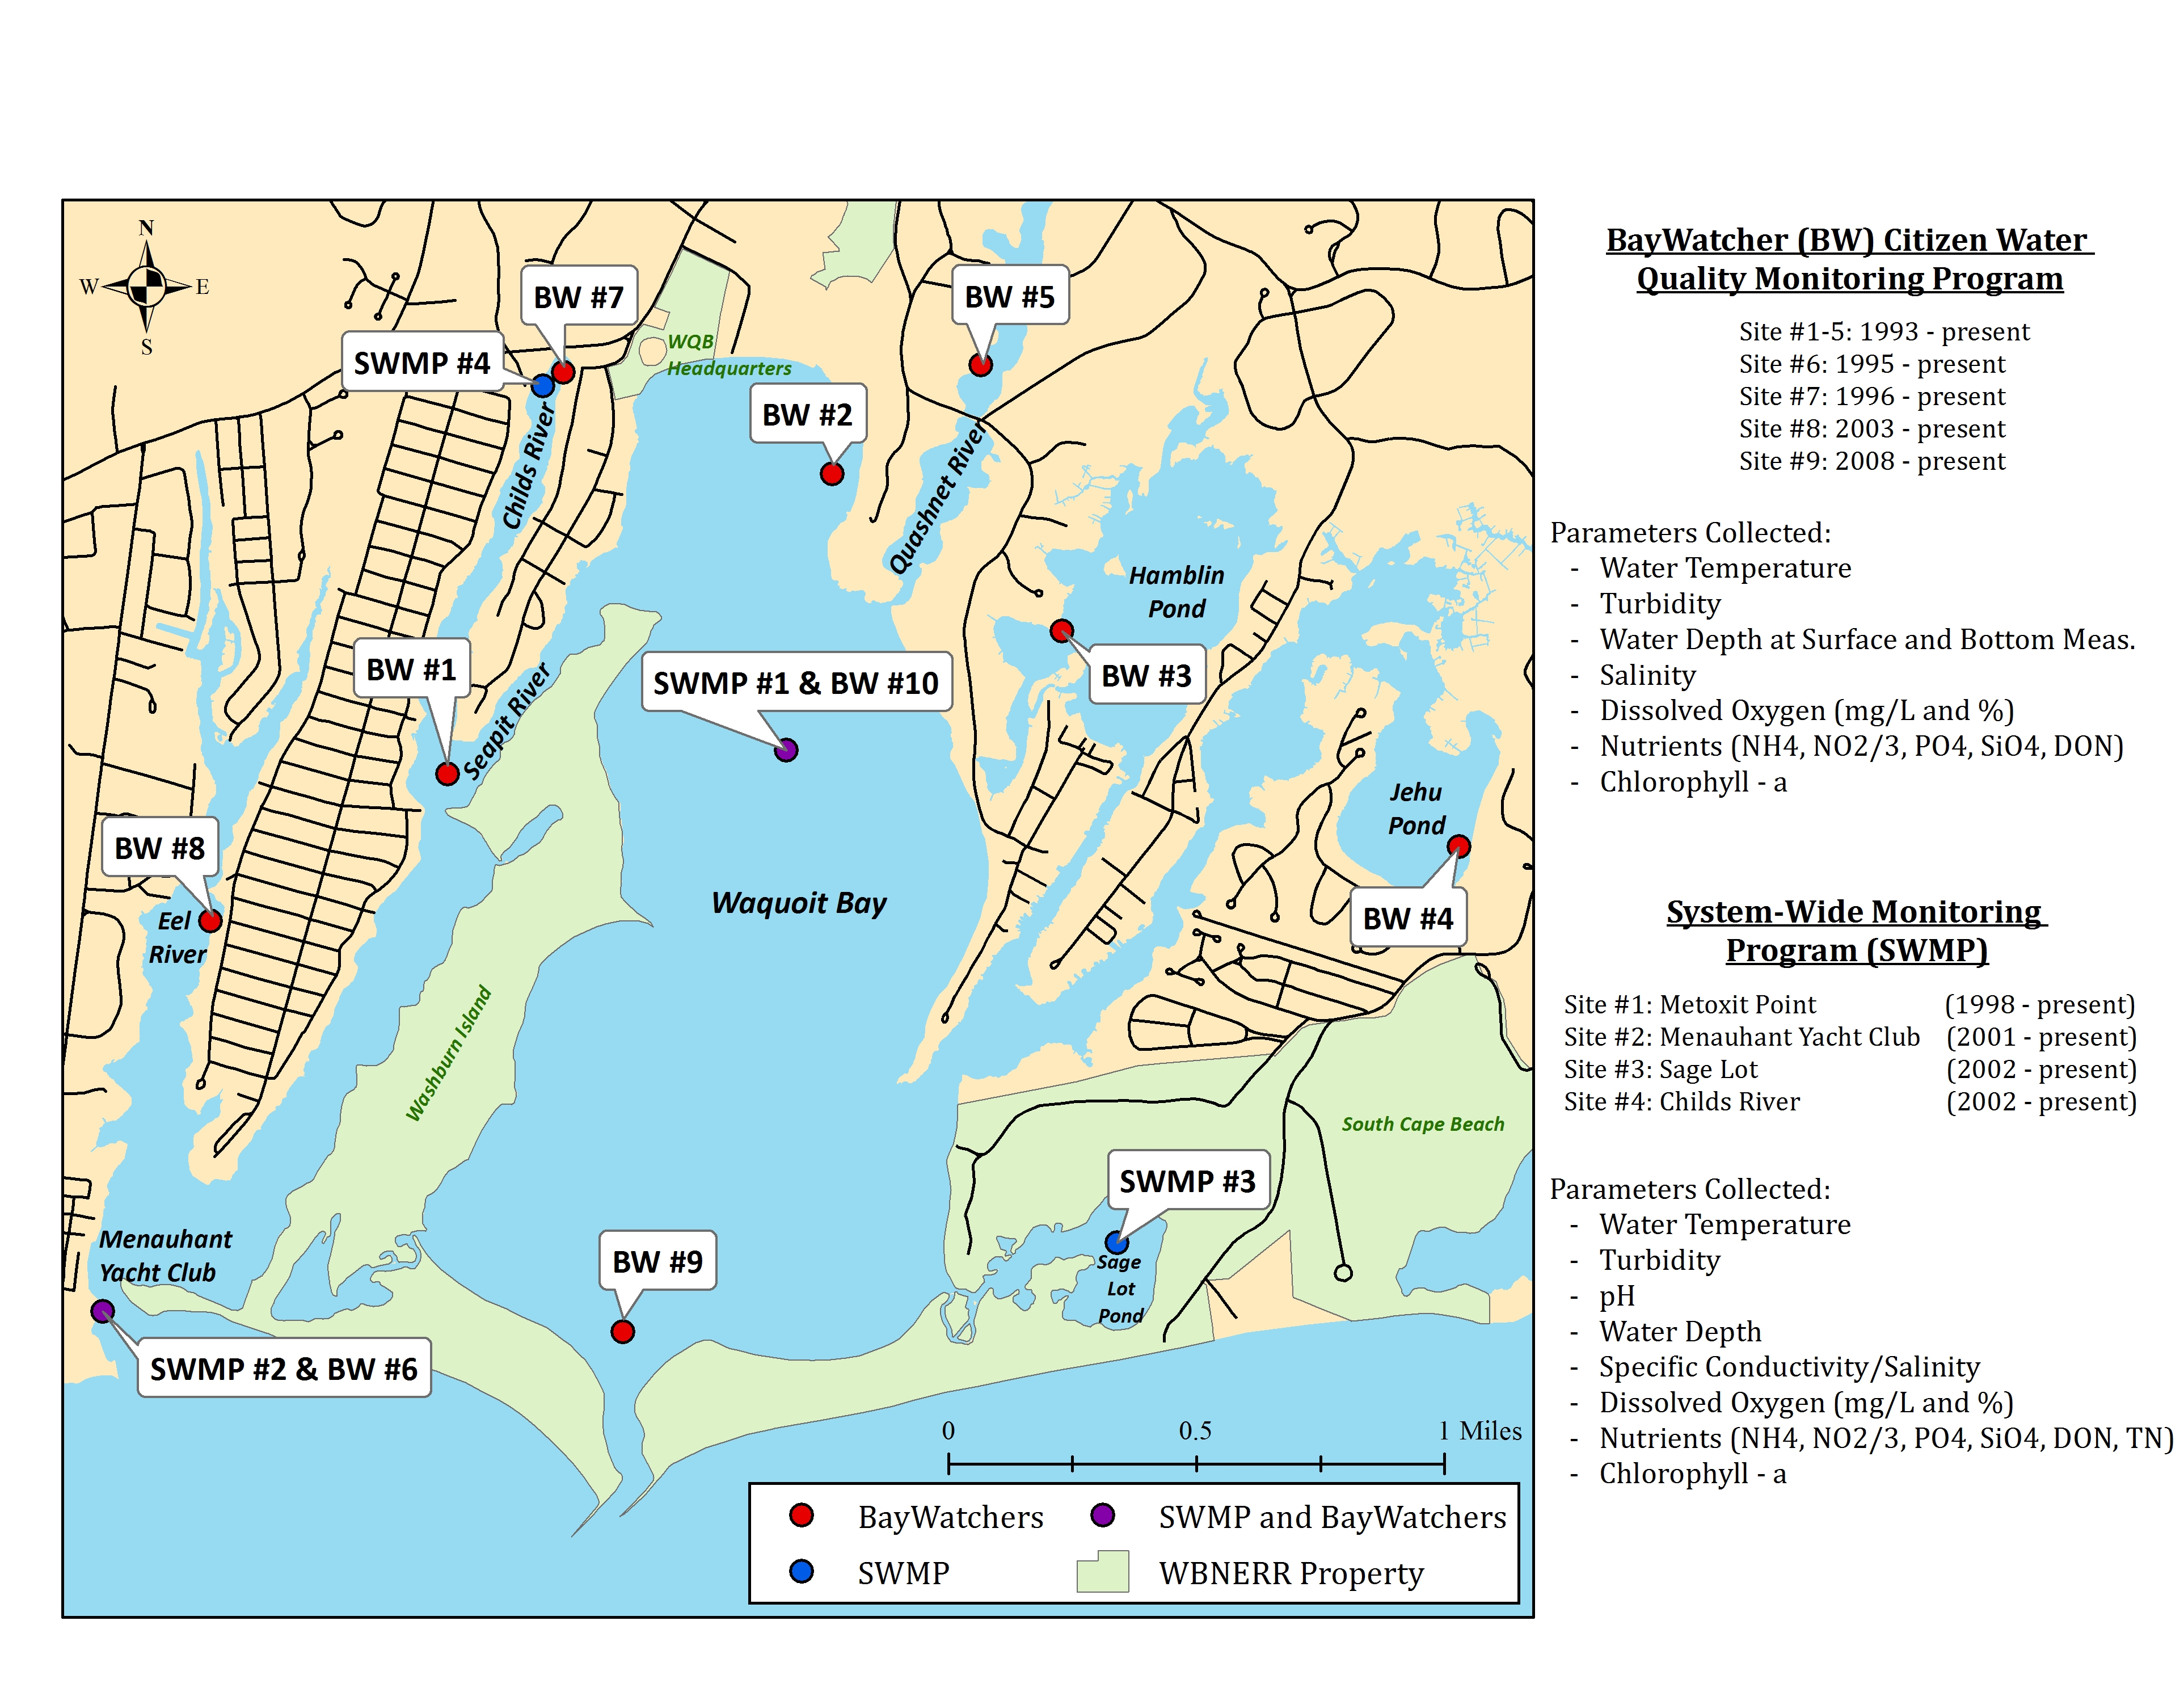 N
W
E
S
BW #7
SWMP #4
WQB
Headquarters
BW #5
BW #2
Childs River
Quashnet River
Hamblin
Pond
BW #1
BW #3
SWMP #1 & BW #10
Seapit River
Jehu
Pond
BW #8
BW #4
Eel
River
Waquoit Bay
Washburn Island
South Cape Beach
SWMP #3
Menauhant
Yacht Club
BW #9
Sage
Lot
Pond
SWMP #2 & BW #6
0 0.5 1 Miles
BayWatchers
SWMP and BayWatchers
SWMP
WBNERR Property
BayWatcher (BW) Citizen Water
Quality Monitoring Program
Site #1-5: 1993 - present
Site #6: 1995 - present
Site #7: 1996 - present
Site #8: 2003 - present
Site #9: 2008 - present
Parameters Collected:
- Water Temperature
- Turbidity
- Water Depth at Surface and Bottom Meas.
- Salinity
- Dissolved Oxygen (mg/L and %)
- Nutrients (NH4, NO2/3, PO4, SiO4, DON)
- Chlorophyll - a
System-Wide Monitoring
Program (SWMP)
Site #1: Metoxit Point (1998 - present)
Site #2: Menauhant Yacht Club (2001 - present)
Site #3: Sage Lot (2002 - present)
Site #4: Childs River (2002 - present)
Parameters Collected:
- Water Temperature
- Turbidity
- pH
- Water Depth
- Specific Conductivity/Salinity
- Dissolved Oxygen (mg/L and %)
- Nutrients (NH4, NO2/3, PO4, SiO4, DON, TN)
- Chlorophyll - a